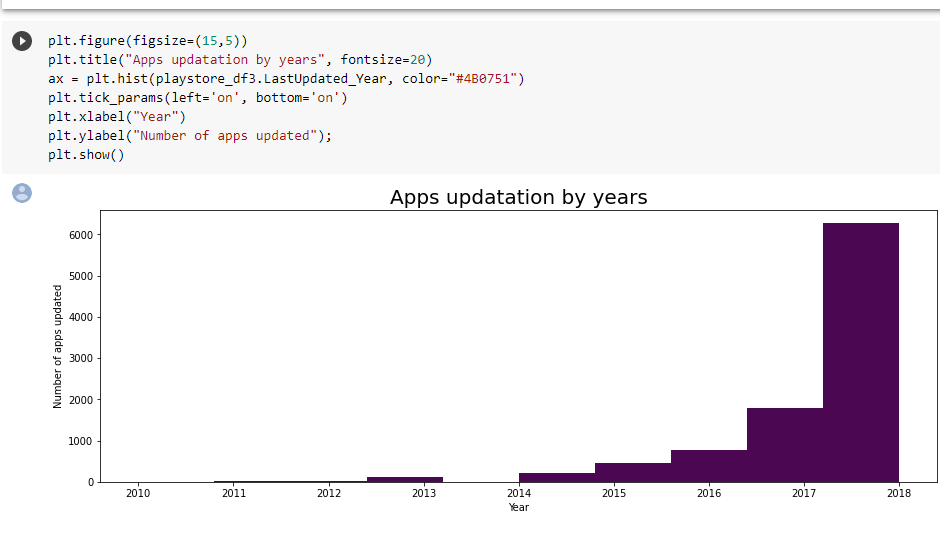 plt.figure(figsize=(15,5))
plt.title("Apps updatation by years", fontsize=20)
ax = plt.hist(playstore_df3.LastUpdated_Year, color="#4B0751")
plt.tick_params(left='on', bottom='on')
plt.xlabel("Year")
plt.ylabel("Number of apps updated");
plt.show()
Apps updatation by years
6000
5000
4000
3000
2000
1000
0
Number of apps updated
2010 2011 2012 2013 2014 2015 2016 2017 2018
Year